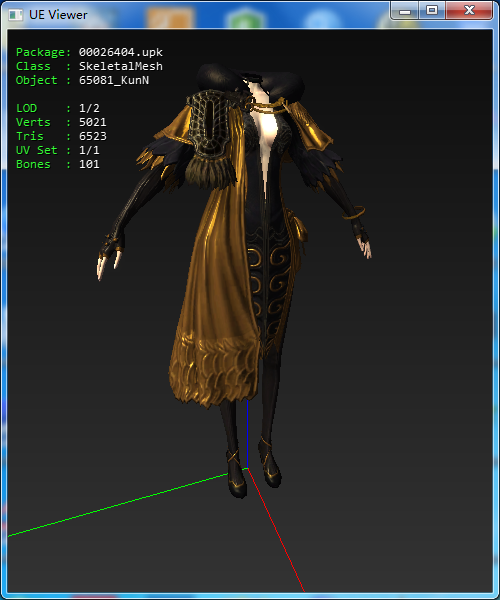 UE Viewer
Package: 00026404.upk
Class : SkeletalMesh
Object : 65081_KunN
LOD : 1/2
Verts : 5021
Tris : 6523
UV Set : 1/1
Bones : 101